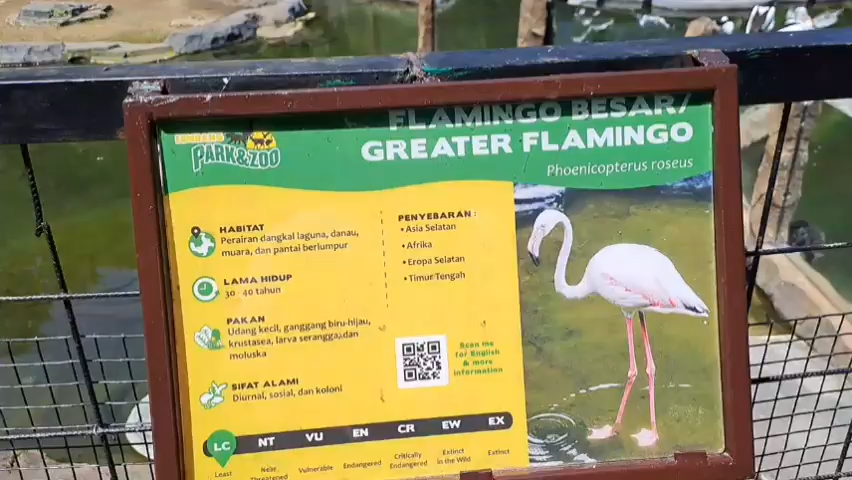 FLAMINGO BESAR/
GREATER FLAMINGO
Phoenicopterus roseus
LEMBANG
PARK & ZOO
HABITAT
Perairan dangkal laguna, danau,
muara, dan pantai berlumpur
LAMA HIDUP
30 - 40 tahun
PAKAN
Udang kecil, ganggang biru-hijau,
krustasea, larva serangga,dan
moluska
SIFAT ALAMI
Diurnal, sosial, dan koloni
PENYEBARAN :
• Asia Selatan
• Afrika
• Eropa Selatan
• Timur Tengah
Scan me
for English
& more
information
LC NT VU EN CR EW EX
Least
Near
Threatened
Vulnerable
Endangered
Critically
Endangered
Extinct
in the Wild
Extinct